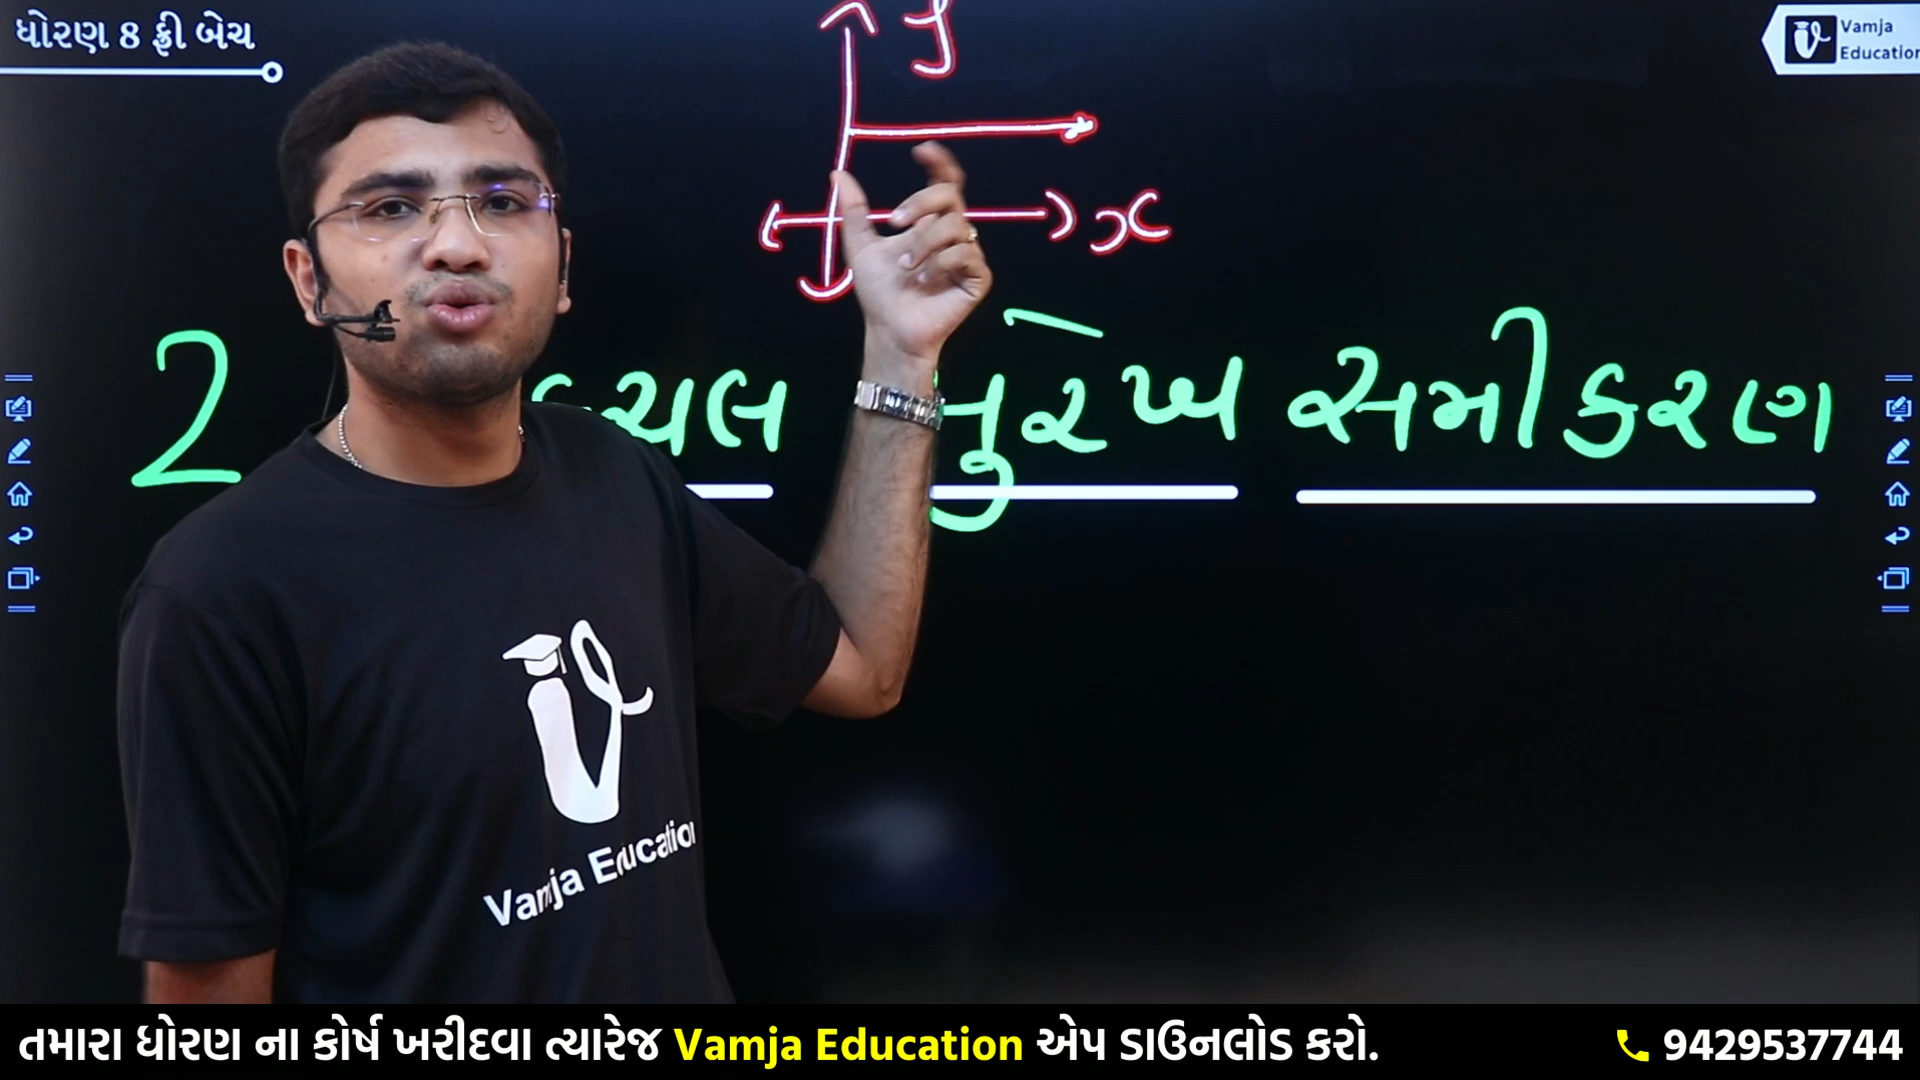 ધોરણ 8 ફ્રી બેચ
Vamja
Education
y
x
2 ચલ સુરેખ સમીકરણ
Vamja Education
તમારા ધોરણ ના કોર્ષ ખરીદવા ત્યારેજ Vamja Education એપ ડાઉનલોડ કરો.
9429537744